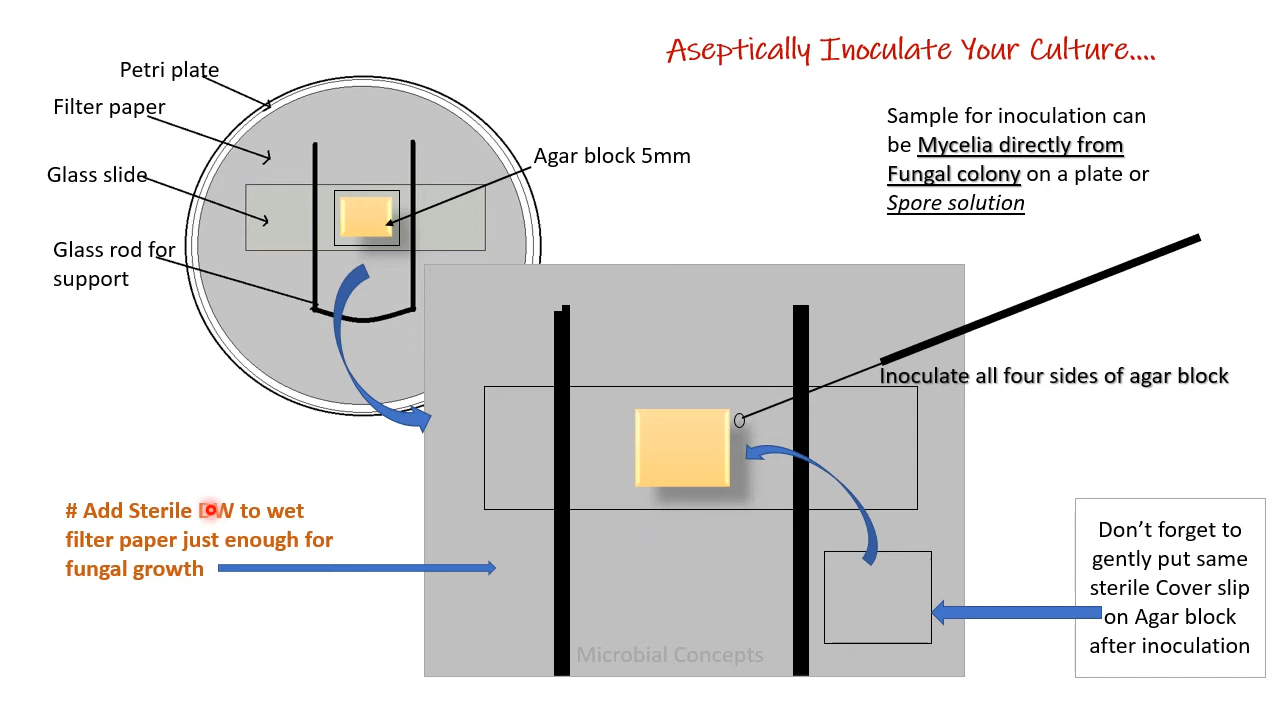 Aseptically Inoculate Your Culture....
Petri plate
Filter paper
Glass slide
Glass rod for
support
Agar block 5mm
Sample for inoculation can
be Mycelia directly from
Fungal colony on a plate or
Spore solution
Inoculate all four sides of agar block
# Add Sterile DW to wet
filter paper just enough for
fungal growth
Don’t forget to
gently put same
sterile Cover slip
on Agar block
after inoculation
Microbial Concepts